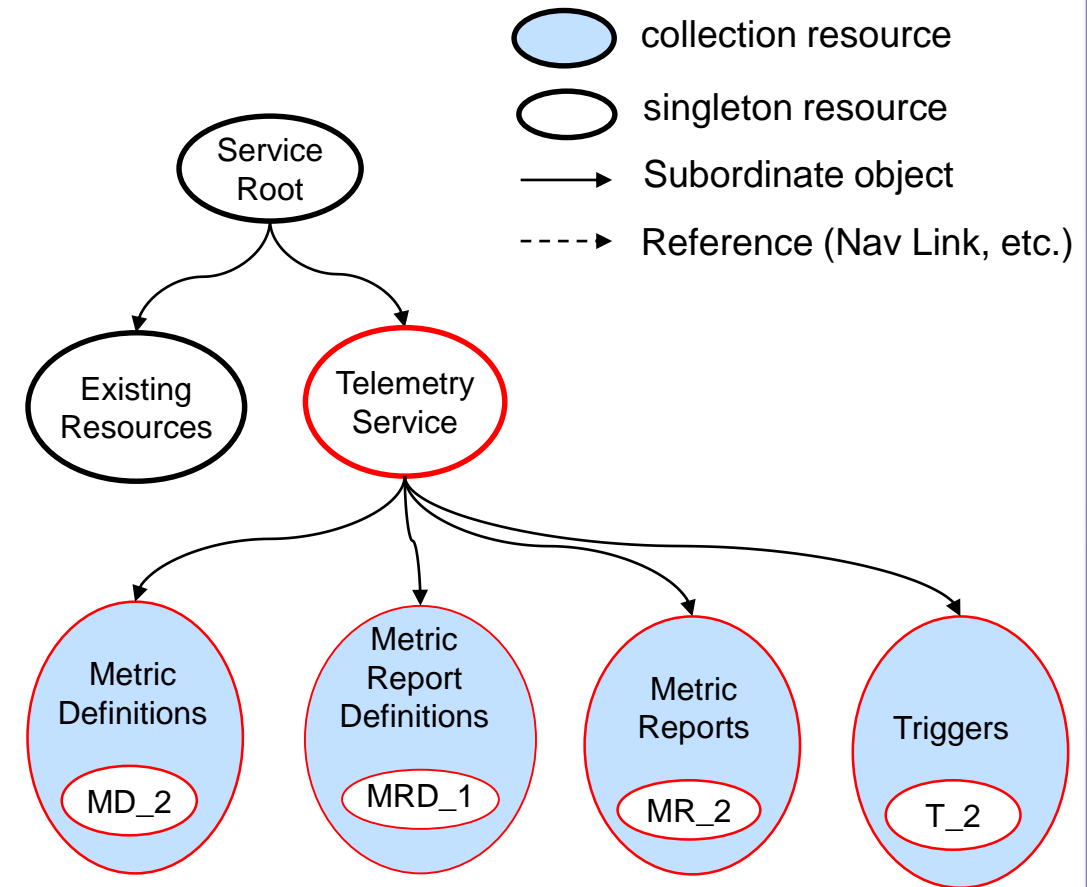 collection resource
singleton resource
Subordinate object
Reference (Nav Link, etc.)
Service
Root
Existing
Resources
Telemetry
Service
Metric
Definitions
MD_2
Metric
Report
Definitions
MRD_1
Metric
Reports
MR_2
Triggers
T_2